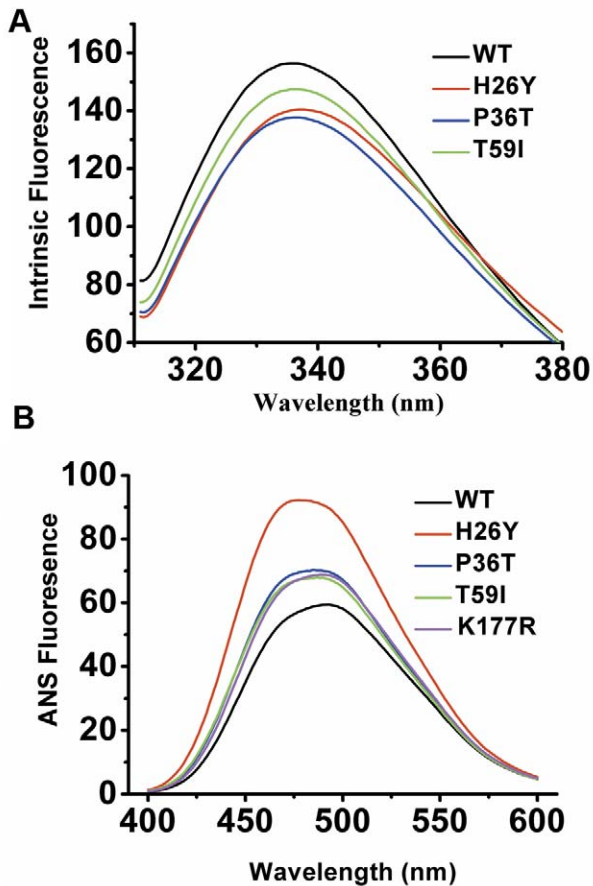 A
Intrinsic Fluorescence
160
140
120
100
80
60
320
340
360
380
Wavelength (nm)
WT
H26Y
P36T
T59I
B
ANS Fluoresence
100
80
60
40
20
0
400
450
500
550
600
Wavelength (nm)
WT
H26Y
P36T
T59I
K177R